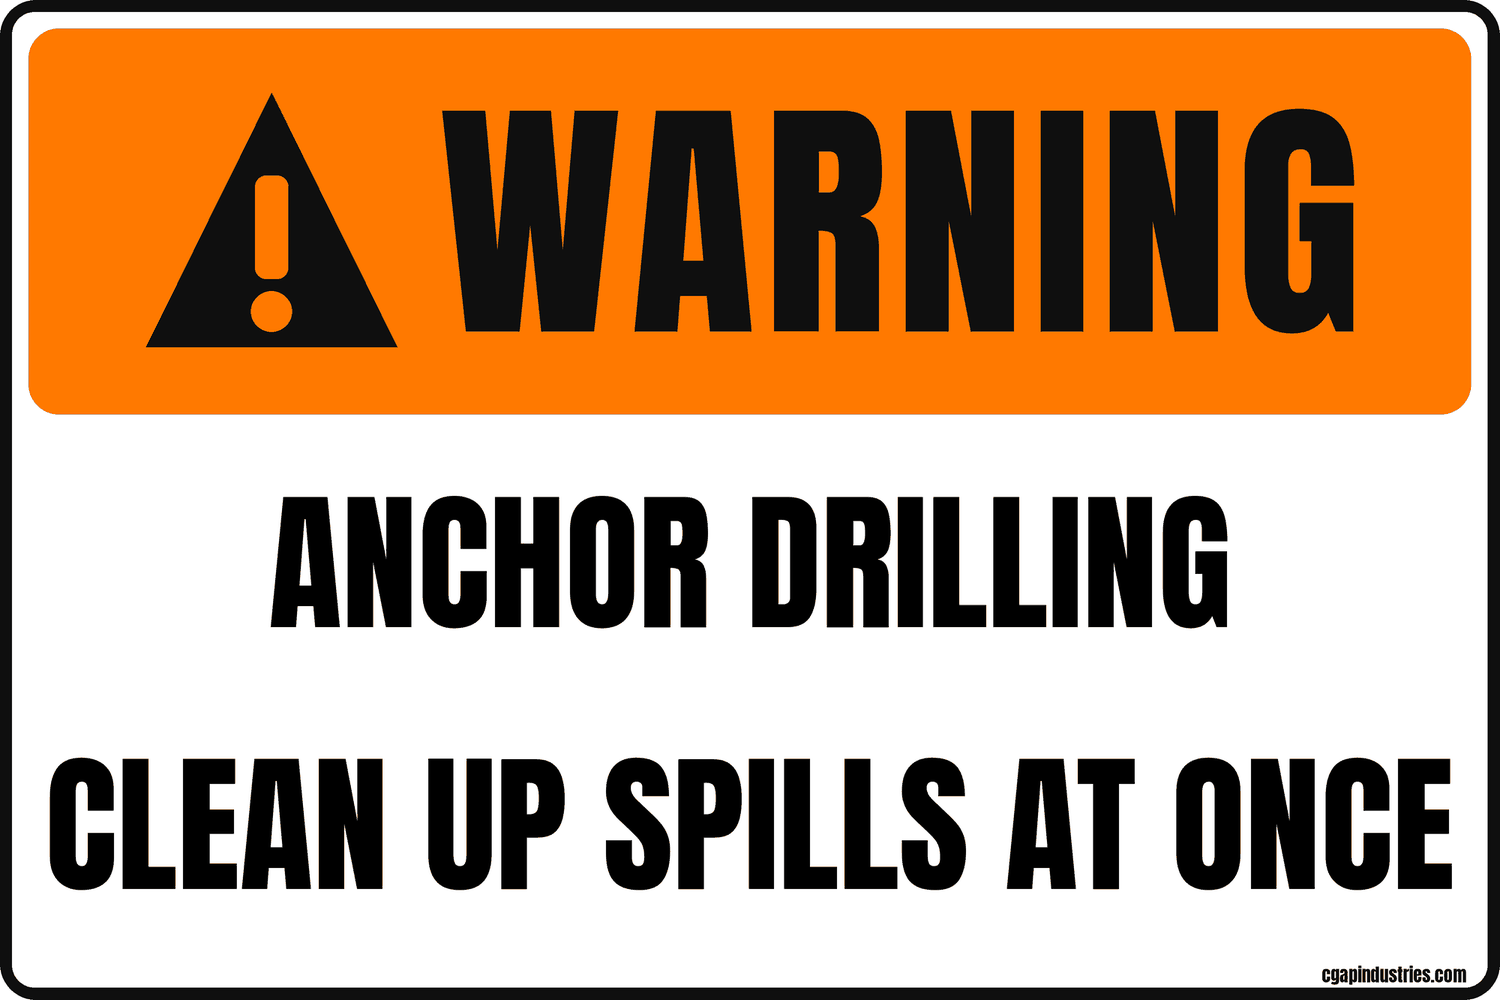 WARNING
ANCHOR DRILLING
CLEAN UP SPILLS AT ONCE
cgapindustries.com